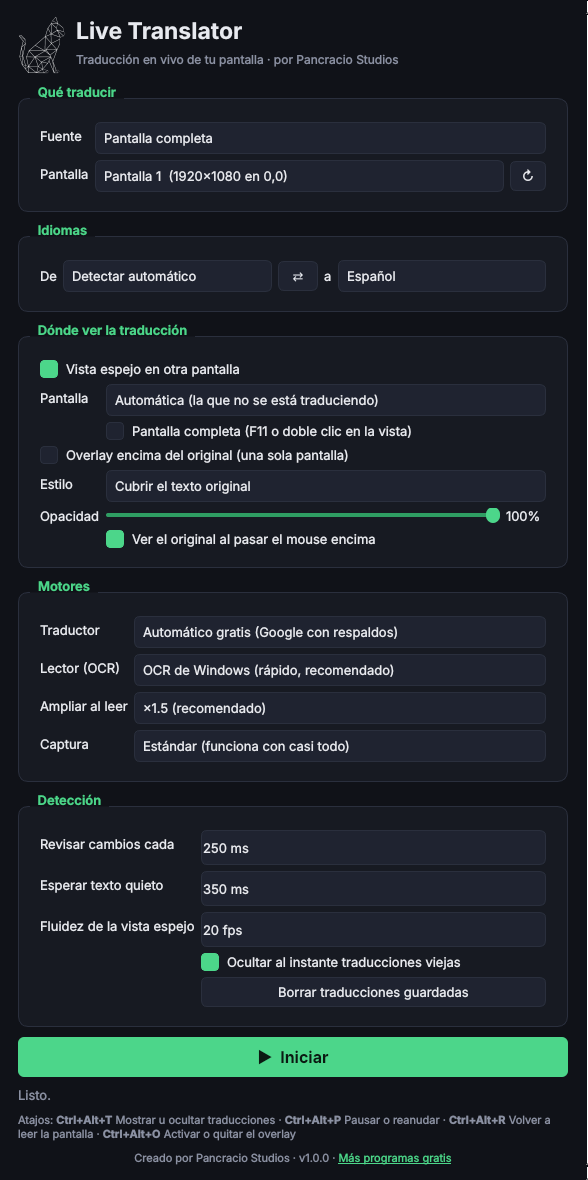 Live Translator
Traducción en vivo de tu pantalla · por Pancracio Studios
Qué traducir
Fuente Pantalla completa
Pantalla Pantalla 1 (1920×1080 en 0,0) ↻
Idiomas
De Detectar automático ⇄ a Español
Dónde ver la traducción
Vista espejo en otra pantalla
Pantalla Automática (la que no se está traduciendo)
Pantalla completa (F11 o doble clic en la vista)
Overlay encima del original (una sola pantalla)
Estilo Cubrir el texto original
Opacidad 100%
Ver el original al pasar el mouse encima
Motores
Traductor Automático gratis (Google con respaldos)
Lector (OCR) OCR de Windows (rápido, recomendado)
Ampliar al leer ×1.5 (recomendado)
Captura Estándar (funciona con casi todo)
Detección
Revisar cambios cada 250 ms
Esperar texto quieto 350 ms
Fluidez de la vista espejo 20 fps
Ocultar al instante traducciones viejas
Borrar traducciones guardadas
▶ Iniciar
Listo.
Atajos: Ctrl+Alt+T Mostrar u ocultar traducciones · Ctrl+Alt+P Pausar o reanudar · Ctrl+Alt+R Volver a
leer la pantalla · Ctrl+Alt+O Activar o quitar el overlay
Creado por Pancracio Studios · v1.0.0 · Más programas gratis